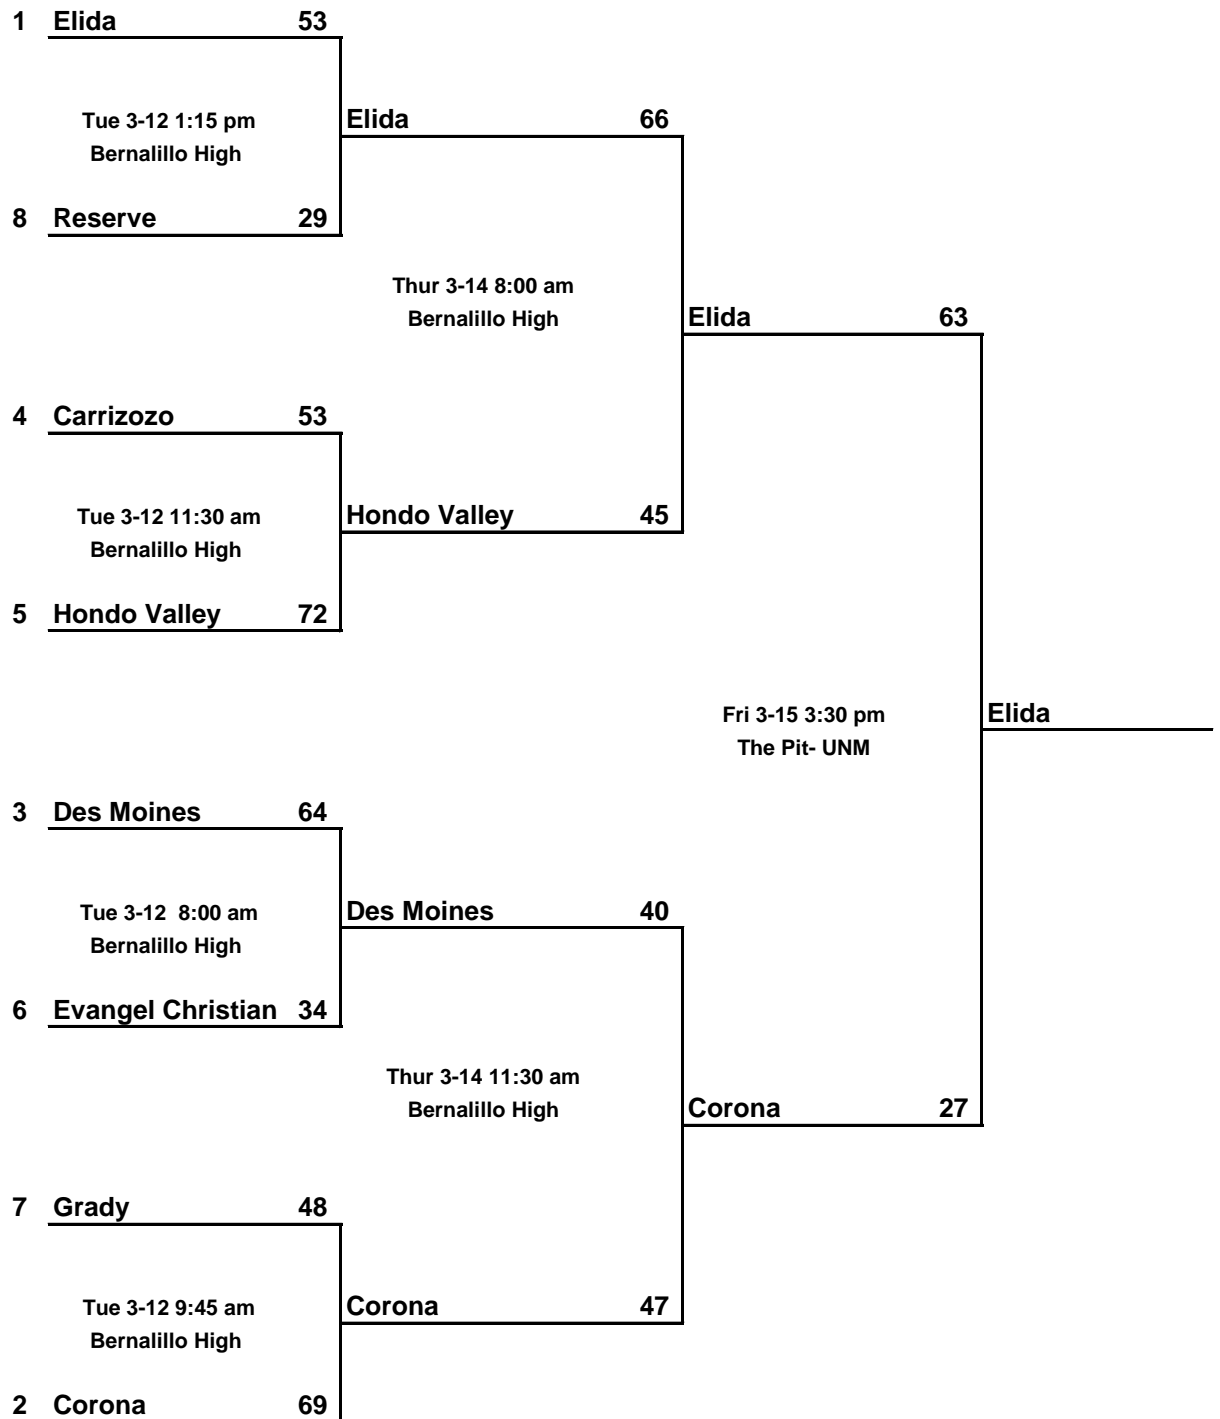 1 Elida 53
Tue 3-12 1:15 pm
Bernalillo High
Elida 66
8 Reserve 29
Thur 3-14 8:00 am
Bernalillo High
Elida 63
4 Carrizozo 53
Tue 3-12 11:30 am
Bernalillo High
Hondo Valley 45
5 Hondo Valley 72
Fri 3-15 3:30 pm
The Pit- UNM
Elida
3 Des Moines 64
Tue 3-12  8:00 am
Bernalillo High
Des Moines 40
6 Evangel Christian 34
Thur 3-14 11:30 am
Bernalillo High
Corona 27
7 Grady 48
Tue 3-12 9:45 am
Bernalillo High
Corona 47
2 Corona 69